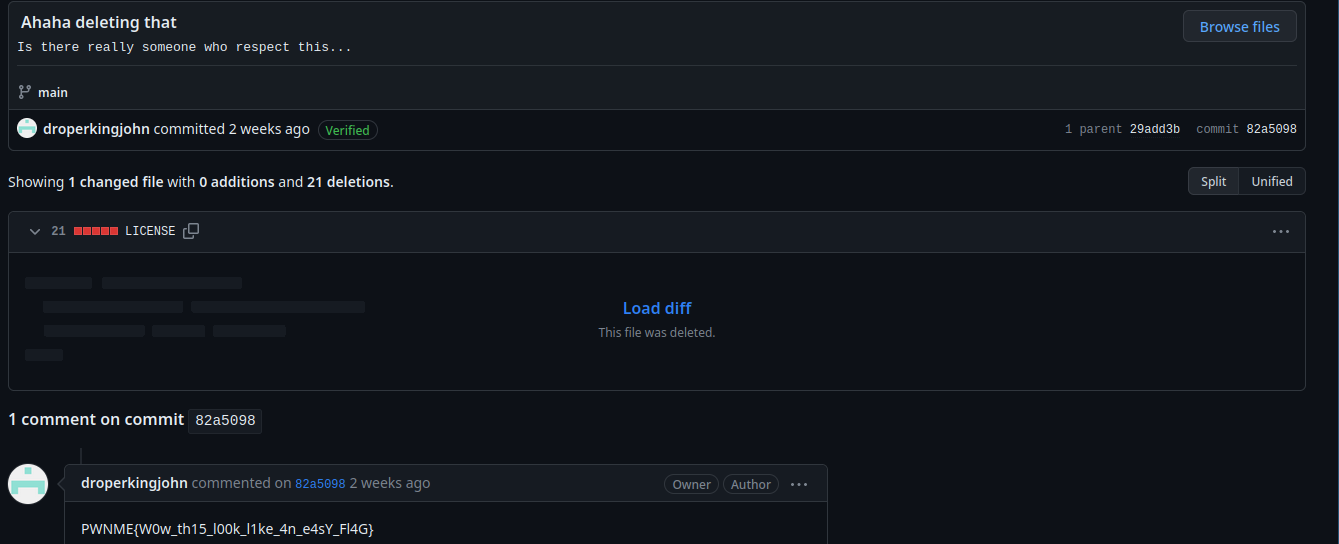 Ahaha deleting that
Browse files
Is there really someone who respect this...
main
droperkingjohn committed 2 weeks ago Verified 1 parent 29add3b commit 82a5098
Showing 1 changed file with 0 additions and 21 deletions. Split Unified
21 LICENSE
Load diff
This file was deleted.
1 comment on commit 82a5098
droperkingjohn commented on 82a5098 2 weeks ago Owner Author
PWNME{W0w_th15_l00k_l1ke_4n_e4sY_Fl4G}